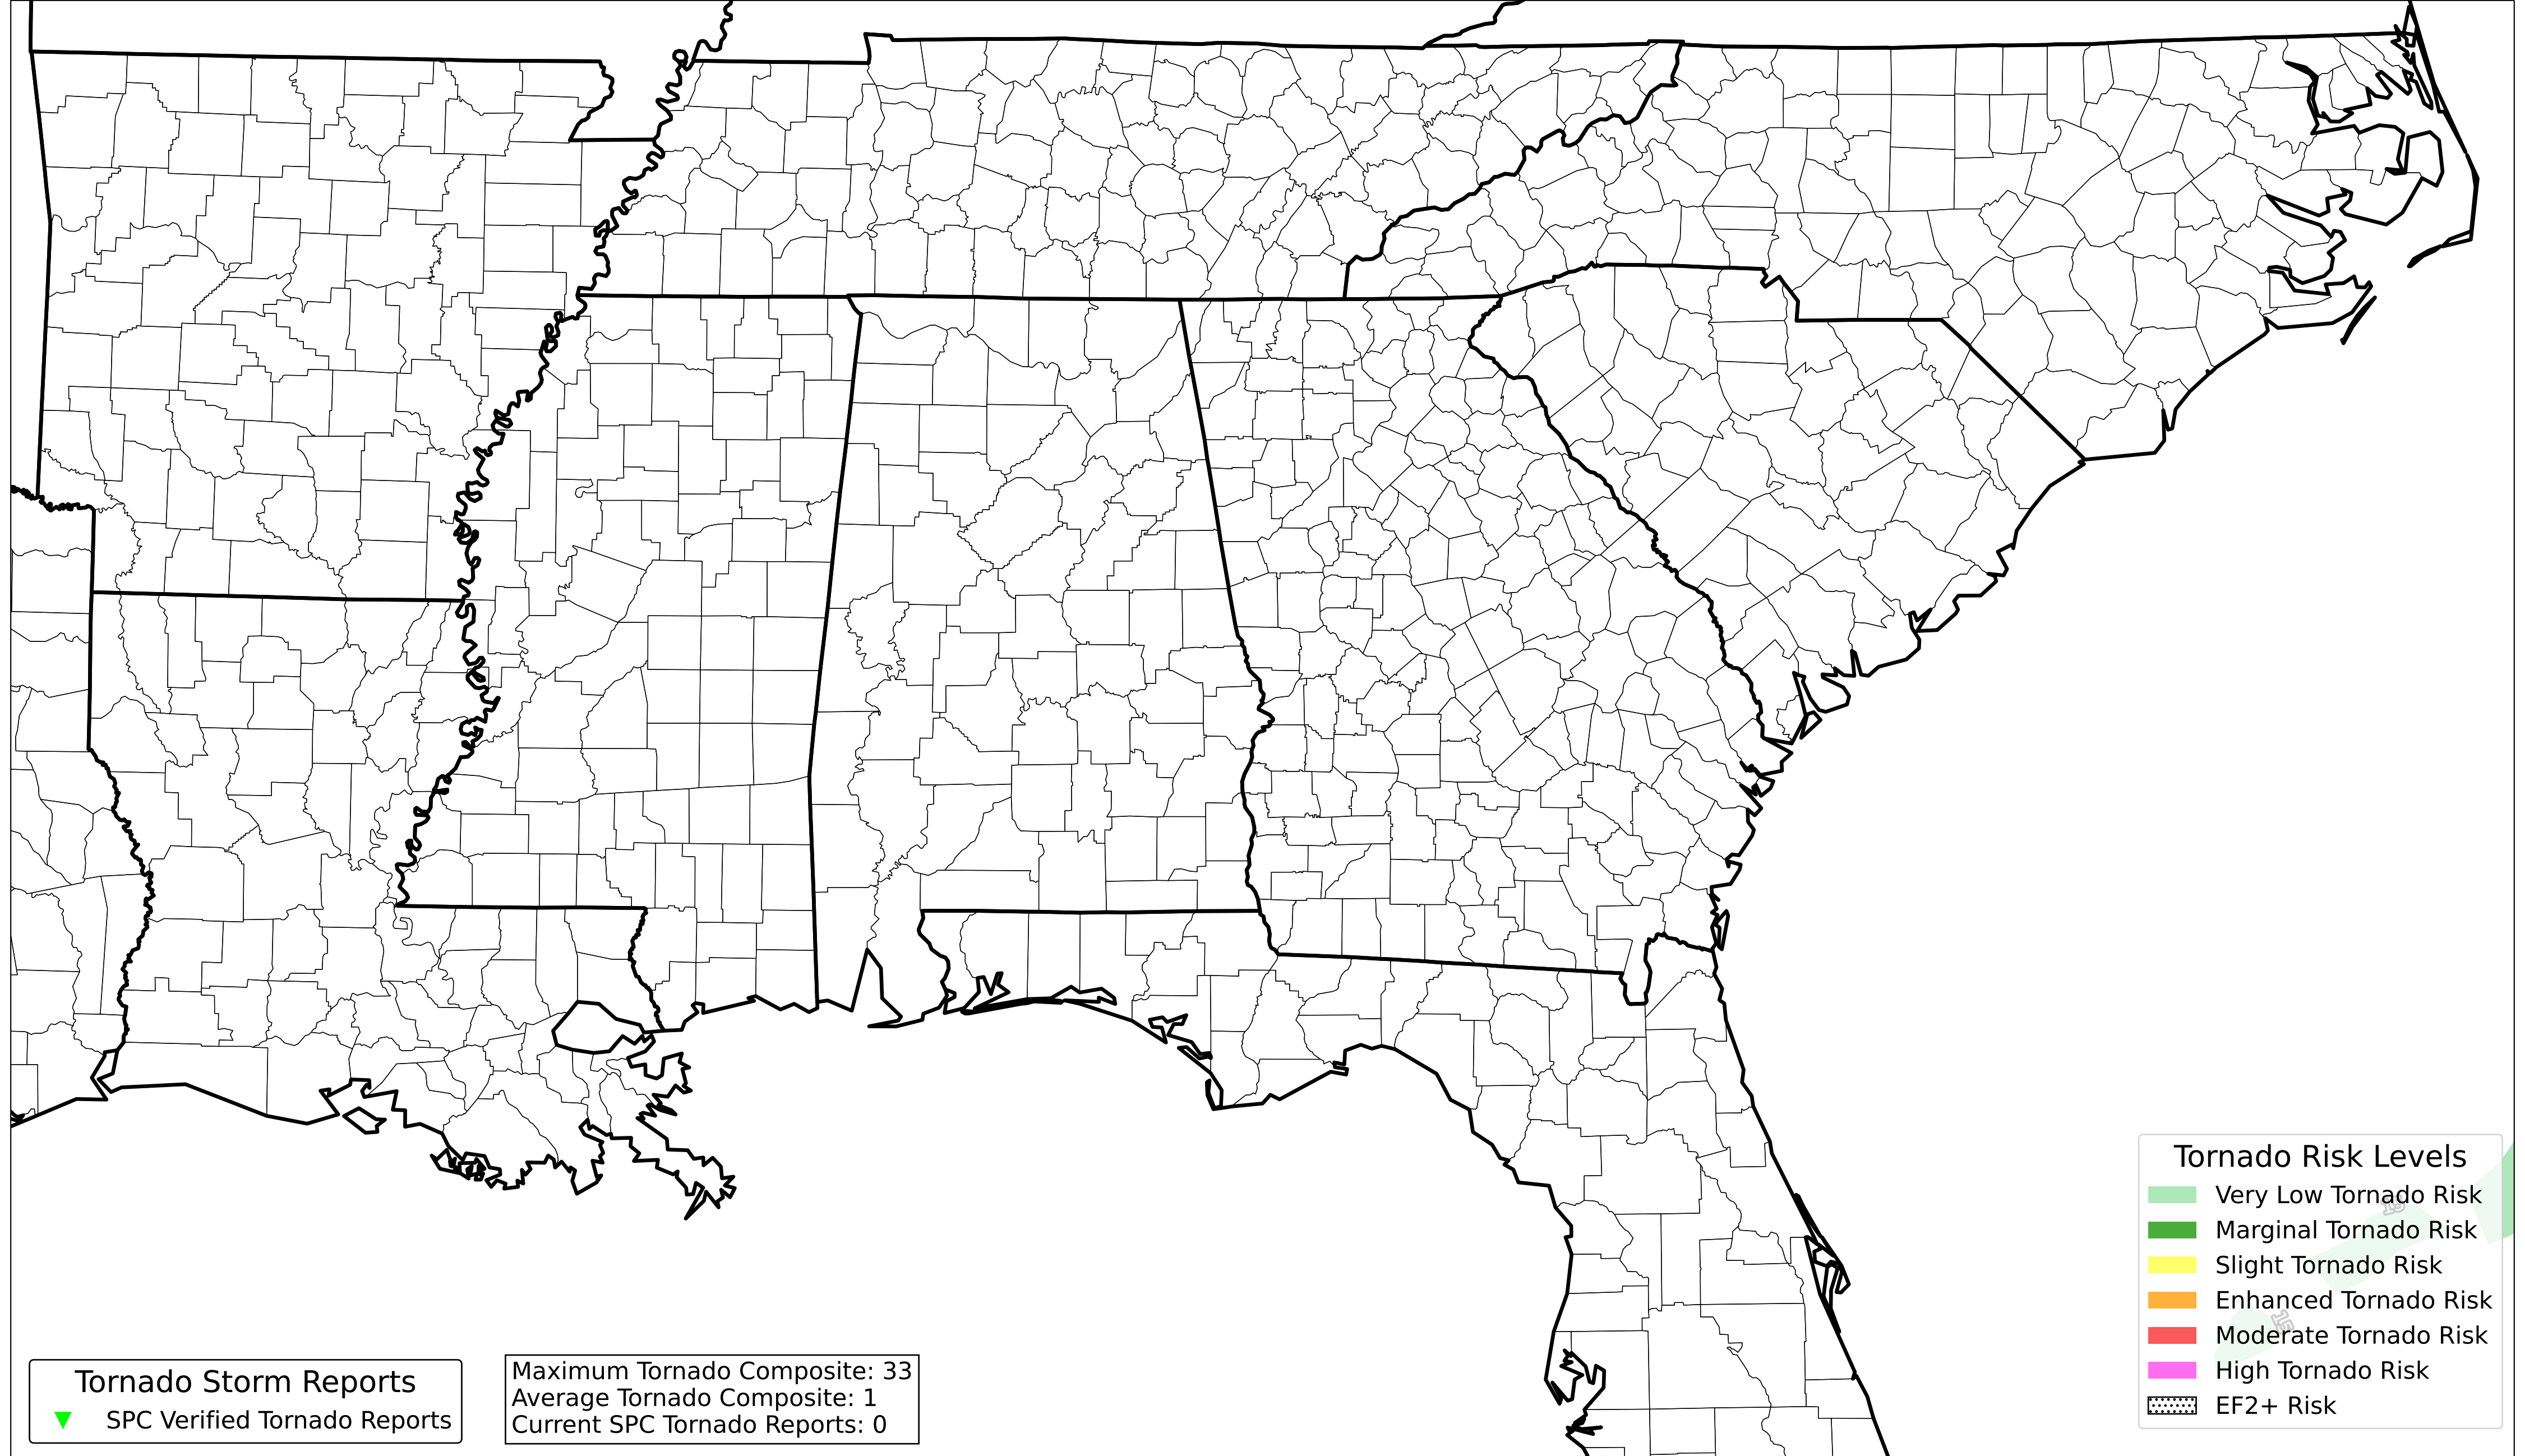 Tornado Storm Reports
SPC Verified Tornado Reports
Maximum Tornado Composite: 33
Average Tornado Composite: 1
Current SPC Tornado Reports: 0
Tornado Risk Levels
Very Low Tornado Risk
Marginal Tornado Risk
Slight Tornado Risk
Enhanced Tornado Risk
Moderate Tornado Risk
High Tornado Risk
EF2+ Risk
15